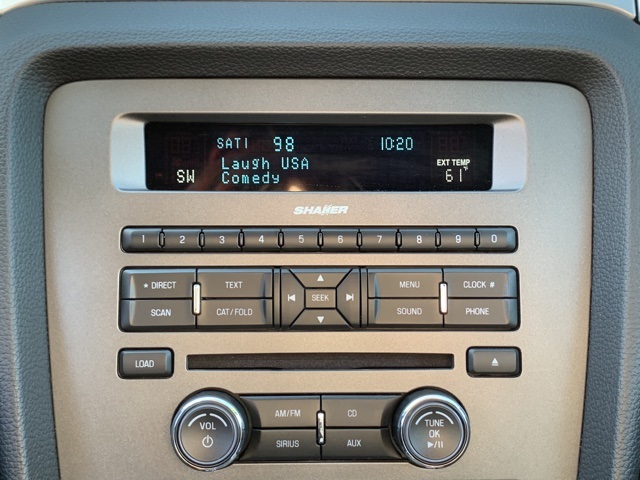 SAT1 98 10:20
Laugh USA EXT TEMP
SW Comedy 61°F
SHAKER
1 2 3 4 5 6 7 8 9 0
* DIRECT TEXT MENU CLOCK #
SEEK
SCAN CAT/FOLD SOUND PHONE
LOAD
AM/FM CD
VOL TUNE
OK
SIRIUS AUX